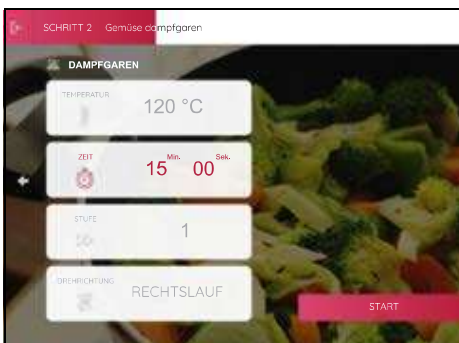 SCHRITT 2 Gemüse dampfgaren
DAMPFGAREN
TEMPERATUR
120 °C
ZEIT
15 Min. 00 Sek.
STUFE
1
DREHRICHTUNG
RECHTSLAUF
START